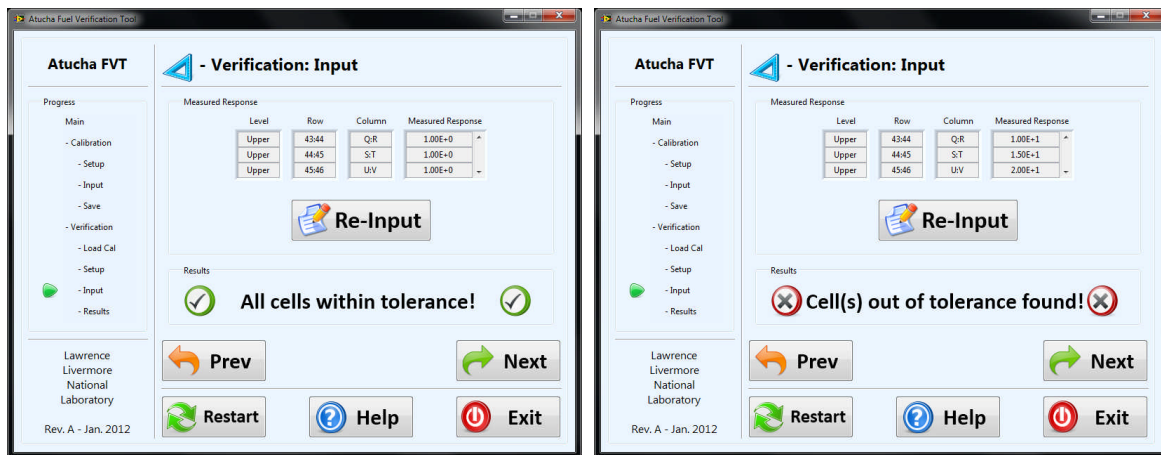 Atucha Fuel Verification Tool
Atucha FVT
- Verification: Input
Progress
Main
- Calibration
- Setup
- Input
- Save
- Verification
- Load Cal
- Setup
- Input
- Results
Measured Response
Level Row Column Measured Response
Upper 43:44 Q:R 1.00E+0
Upper 44:45 S:T 1.00E+0
Upper 45:46 U:V 1.00E+0
Re-Input
Results
All cells within tolerance!
Prev Next
Lawrence
Livermore
National
Laboratory
Rev. A - Jan. 2012
Restart Help Exit
Atucha Fuel Verification Tool
Atucha FVT
- Verification: Input
Progress
Main
- Calibration
- Setup
- Input
- Save
- Verification
- Load Cal
- Setup
- Input
- Results
Measured Response
Level Row Column Measured Response
Upper 43:44 Q:R 1.00E+1
Upper 44:45 S:T 1.50E+1
Upper 45:46 U:V 2.00E+1
Re-Input
Results
Cell(s) out of tolerance found!
Prev Next
Lawrence
Livermore
National
Laboratory
Rev. A - Jan. 2012
Restart Help Exit